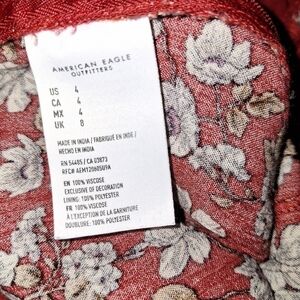 AMERICAN EAGLE
OUTFITTERS
US 4
CA 4
MX 4
UK 8
MADE IN INDIA / FABRIQUÉ EN INDE /
HECHO EN INDIA
RN 54485 / CA 03873
EN 100% VISCOSE
EXCLUSIVE OF DECORATION
LINING: 100% POLYESTER
FR 100% VISCOSE
À L'EXCEPTION DE LA GARNITURE
DOUBLURE: 100% POLYESTER